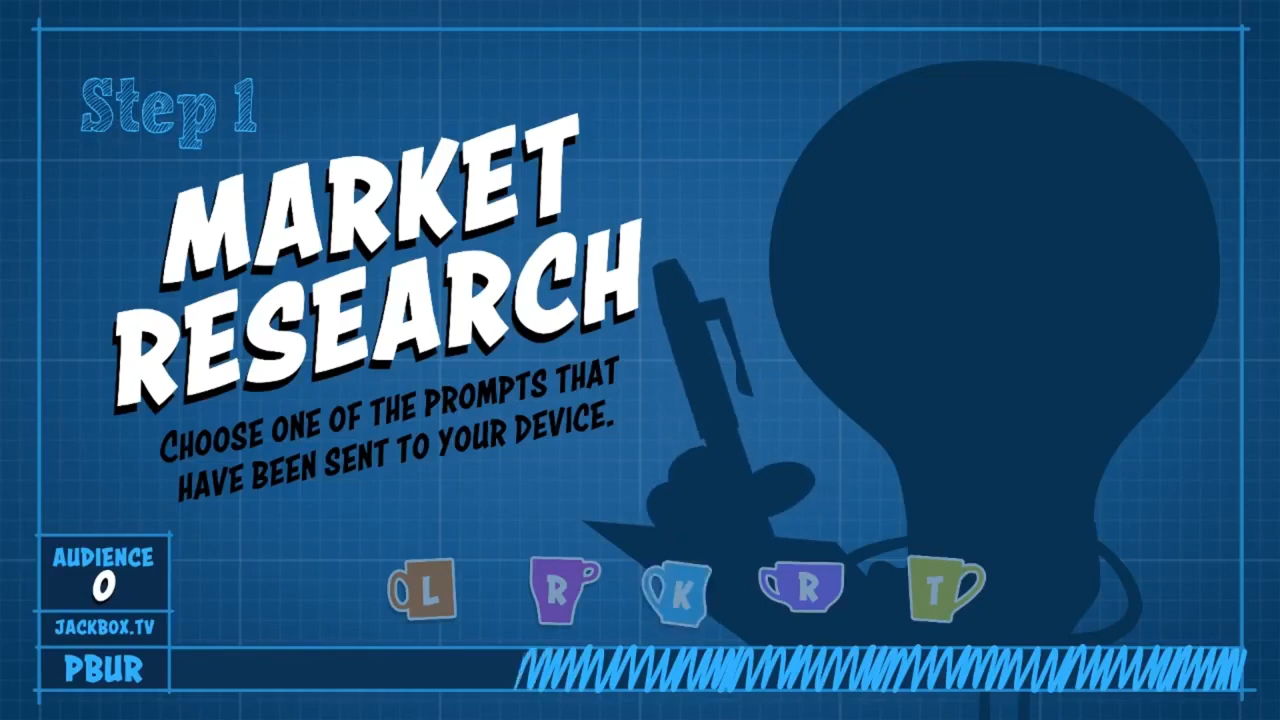 Step 1
MARKET
RESEARCH
CHOOSE ONE OF THE PROMPTS THAT
HAVE BEEN SENT TO YOUR DEVICE.
AUDIENCE
0
JACKBOX.TV
PBUR
L R K R T